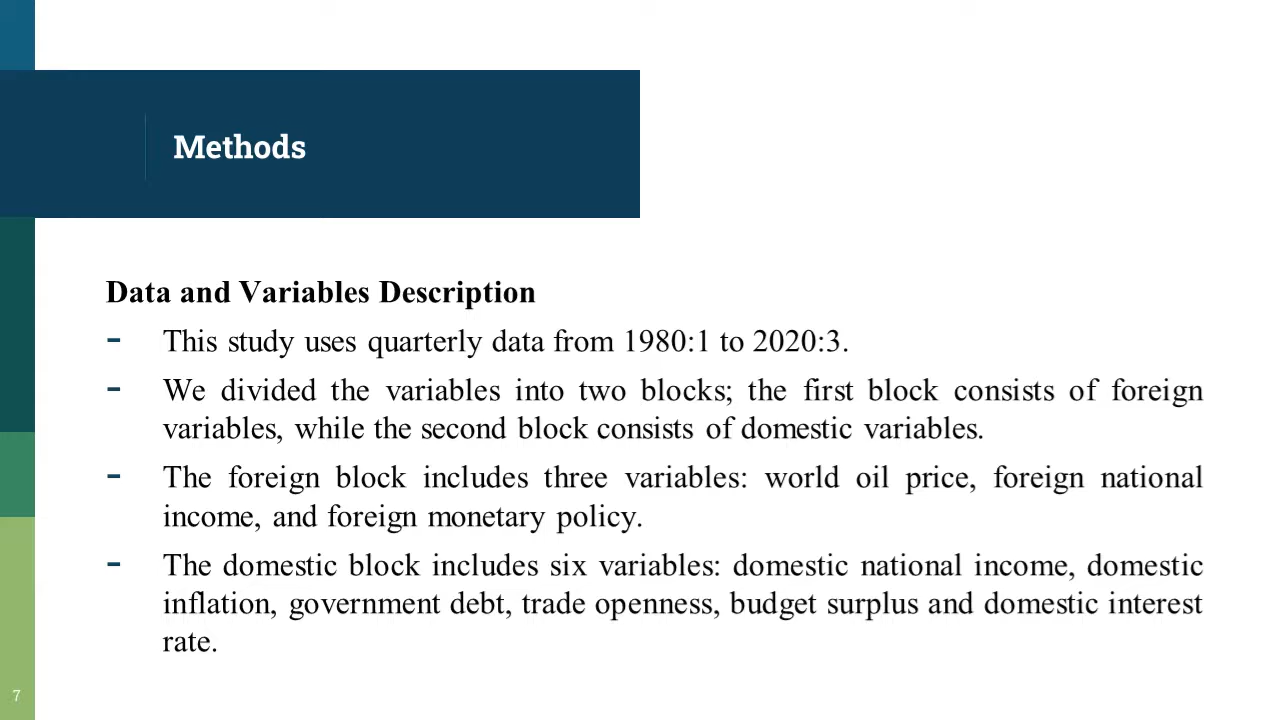 Methods
Data and Variables Description
- This study uses quarterly data from 1980:1 to 2020:3.
- We divided the variables into two blocks; the first block consists of foreign
variables, while the second block consists of domestic variables.
- The foreign block includes three variables: world oil price, foreign national
income, and foreign monetary policy.
- The domestic block includes six variables: domestic national income, domestic
inflation, government debt, trade openness, budget surplus and domestic interest
rate.
7